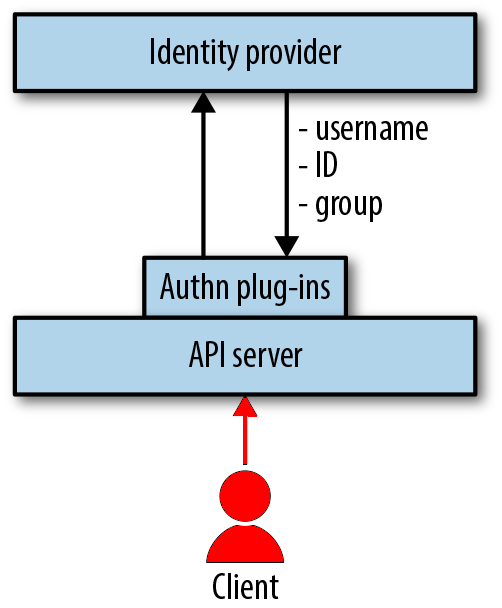 Identity provider
- username
- ID
- group
Authn plug-ins
API server
Client